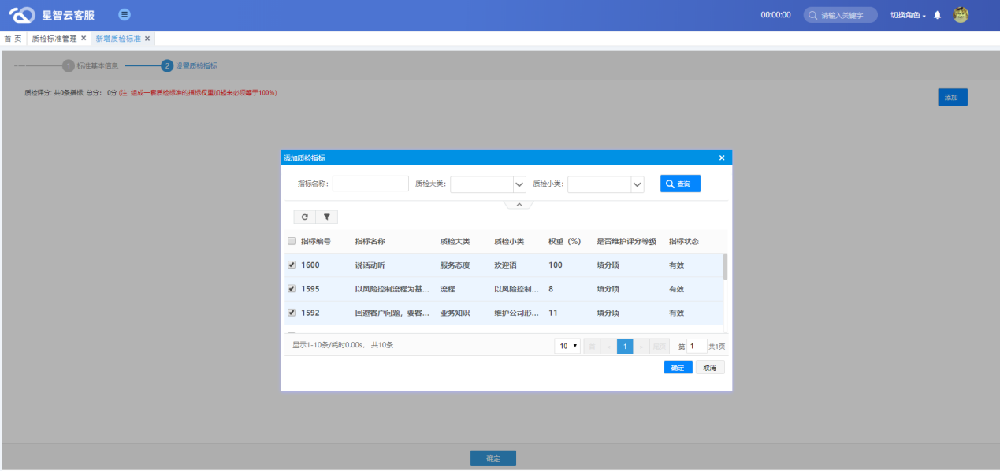 星智云客服 00:00:00 请输入关键字 切换角色
首页 质检标准管理 × 新增质检标准 ×
1 标准基本信息 2 设置质检指标
质检评分: 共0条指标; 总分: 0分 (注: 组成一套质检标准的指标权重加起来必须等于100%) 添加
添加质检指标 ×
指标名称: 质检大类: 质检小类: 查询
指标编号 指标名称 质检大类 质检小类 权重（%） 是否维护评分等级 指标状态
1600 说话动听 服务态度 欢迎语 100 填分项 有效
1595 以风险控制流程为基... 流程 以风险控制... 8 填分项 有效
1592 回避客户问题，要客... 业务知识 维护公司形... 11 填分项 有效
显示1-10条/耗时0.00s， 共10条 10 1 尾页 第 1 共1页
确定 取消
确定